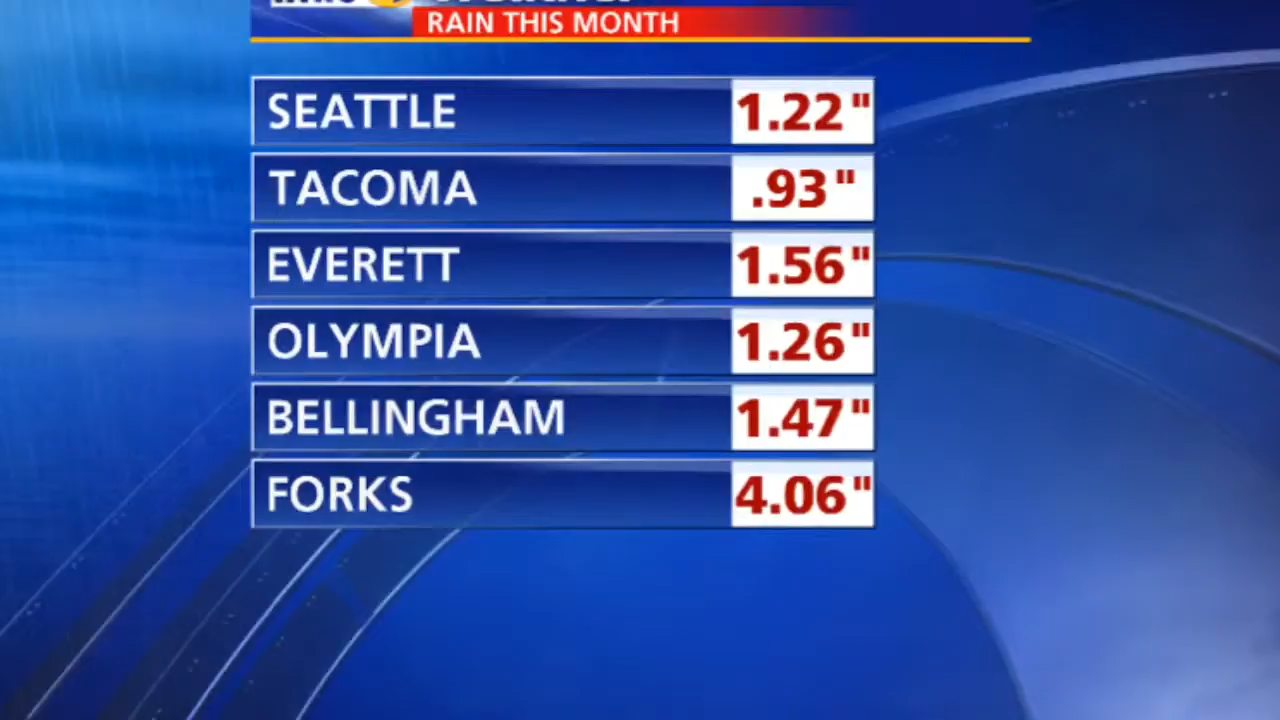 RAIN THIS MONTH
SEATTLE 1.22"
TACOMA .93"
EVERETT 1.56"
OLYMPIA 1.26"
BELLINGHAM 1.47"
FORKS 4.06"